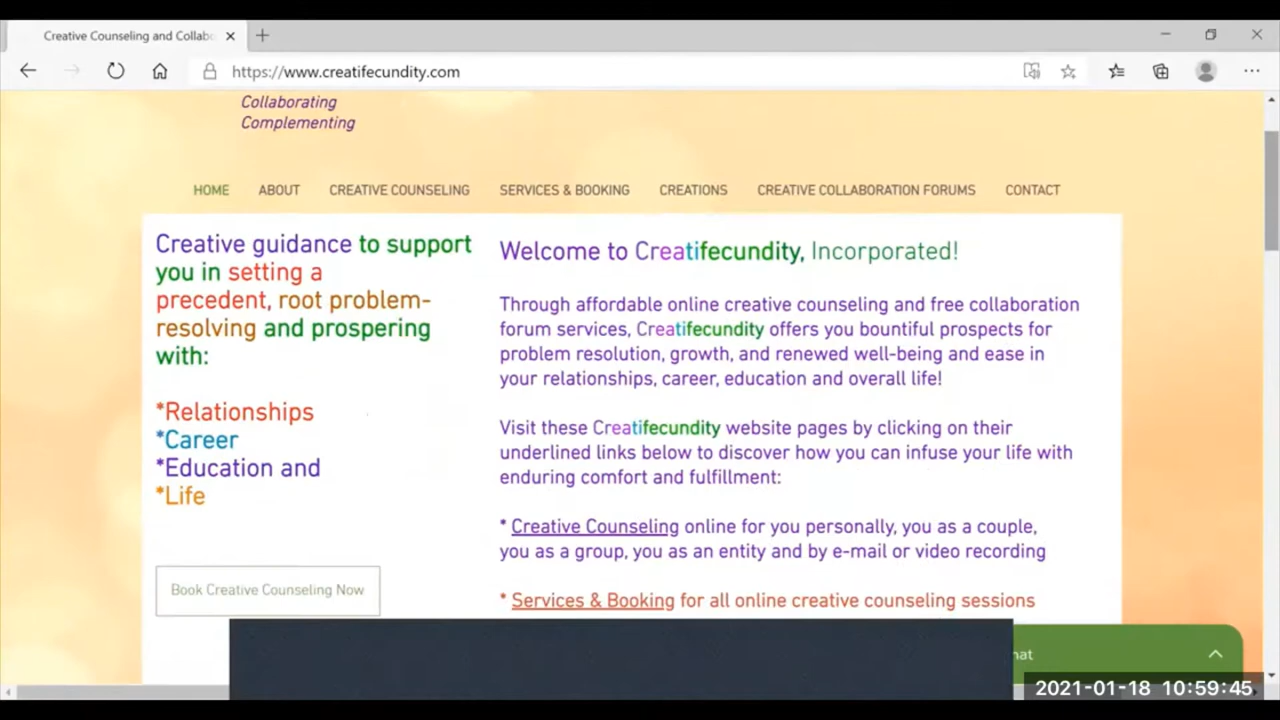 Creative Counseling and Collab
https://www.creatifecundity.com
Collaborating
Complementing
HOME ABOUT CREATIVE COUNSELING SERVICES & BOOKING CREATIONS CREATIVE COLLABORATION FORUMS CONTACT
Creative guidance to support
you in setting a
precedent, root problem-
resolving and prospering
with:
*Relationships
*Career
*Education and
*Life
Book Creative Counseling Now
Welcome to Creatifecundity, Incorporated!
Through affordable online creative counseling and free collaboration
forum services, Creatifecundity offers you bountiful prospects for
problem resolution, growth, and renewed well-being and ease in
your relationships, career, education and overall life!
Visit these Creatifecundity website pages by clicking on their
underlined links below to discover how you can infuse your life with
enduring comfort and fulfillment:
* Creative Counseling online for you personally, you as a couple,
you as a group, you as an entity and by e-mail or video recording
* Services & Booking for all online creative counseling sessions
hat
2021-01-18 10:59:45